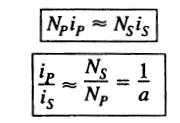 N_P i_P ≈ N_S i_S
i_P / i_S ≈ N_S / N_P = 1 / a